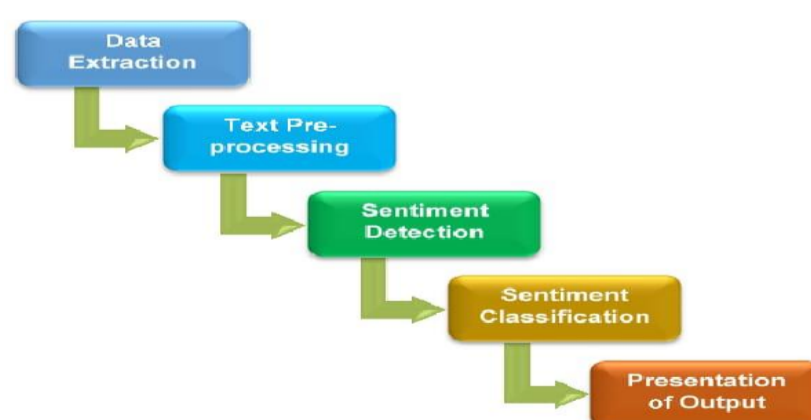 Data
Extraction
Text Pre-
processing
Sentiment
Detection
Sentiment
Classification
Presentation
of Output